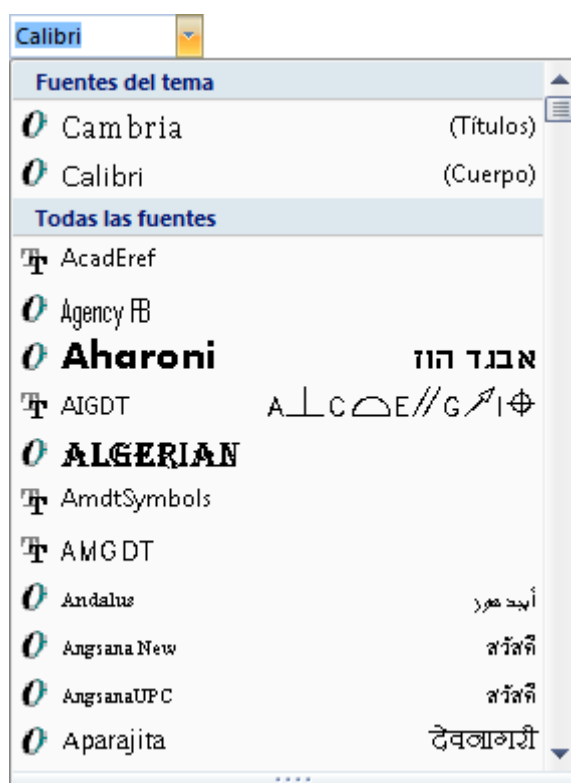 Calibri
Fuentes del tema
Cambria (Títulos)
Calibri (Cuerpo)
Todas las fuentes
AcadEref
Agency FB
Aharoni אבגד הוז
AIGDT A⊥C⌓E//G↗I⌖
ALGERIAN
AmdtSymbols
AMGDT
Andalus أبجد هوز
Angsana New สวัสดี
AngsanaUPC สวัสดี
Aparajita देवनागरी